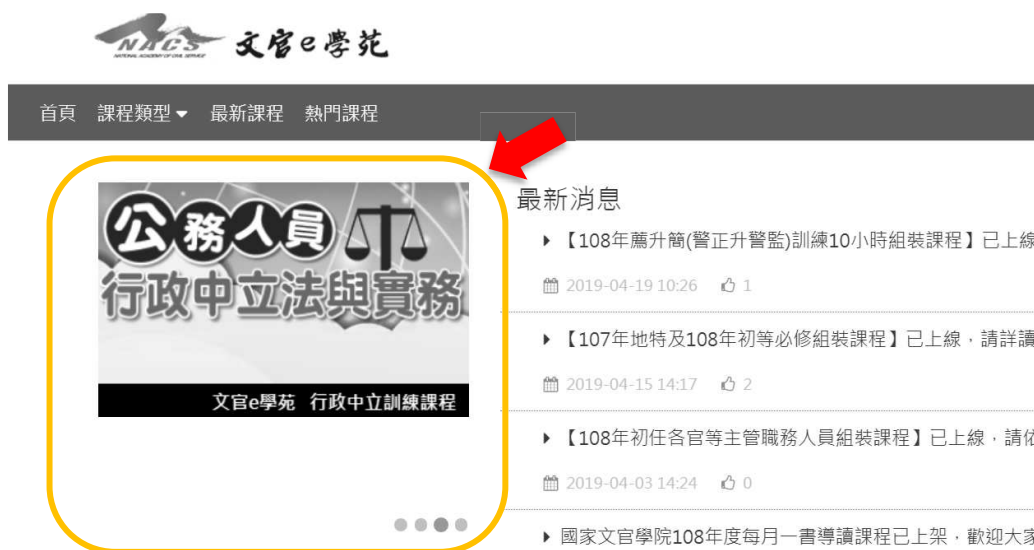 NACS 文官e學苑
NATIONAL ACADEMY OF CIVIL SERVICE
首頁 課程類型 最新課程 熱門課程
公務人員
行政中立法與實務
文官e學苑 行政中立訓練課程
最新消息
【108年薦升簡(警正升警監)訓練10小時組裝課程】已上線
2019-04-19 10:26 1
【107年地特及108年初等必修組裝課程】已上線，請詳讀
2019-04-15 14:17 2
【108年初任各官等主管職務人員組裝課程】已上線，請依
2019-04-03 14:24 0
國家文官學院108年度每月一書導讀課程已上架，歡迎大家